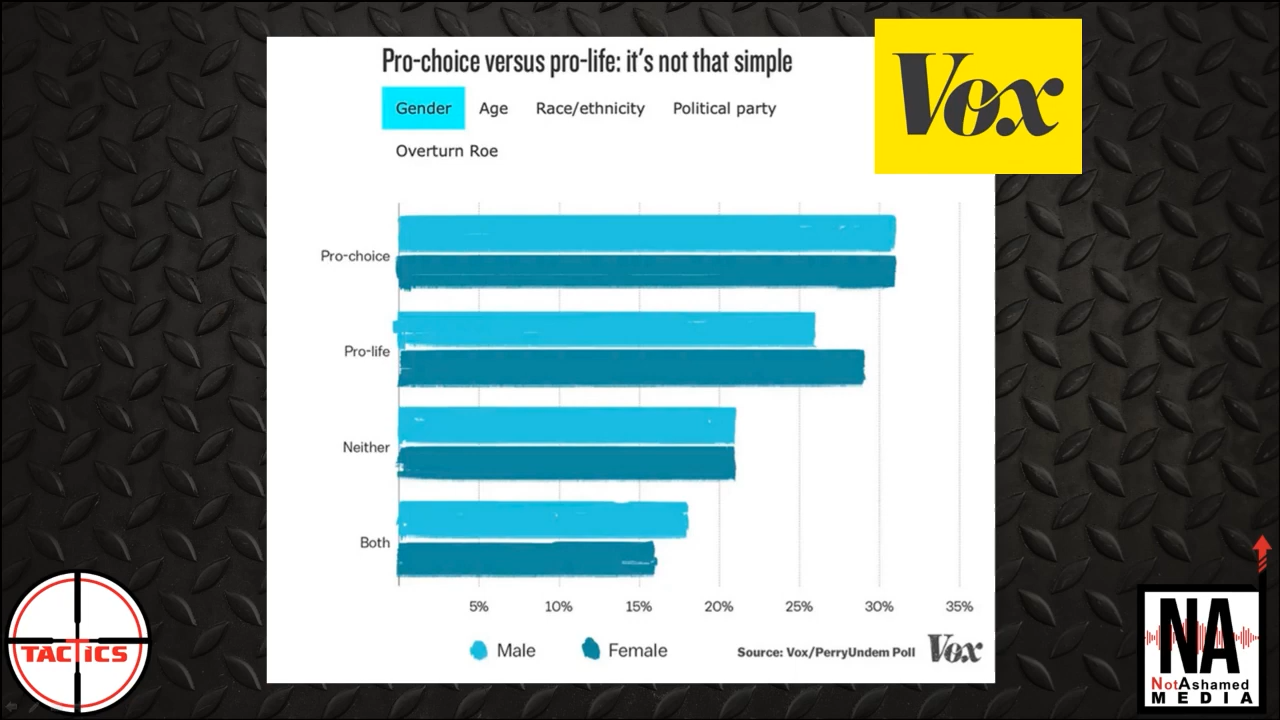 Pro-choice versus pro-life: it's not that simple
Vox
Gender Age Race/ethnicity Political party
Overturn Roe
Pro-choice
Pro-life
Neither
Both
5% 10% 15% 20% 25% 30% 35%
Male Female Source: Vox/PerryUndem Poll Vox
TACTICS
NA
NotAshamed
MEDIA